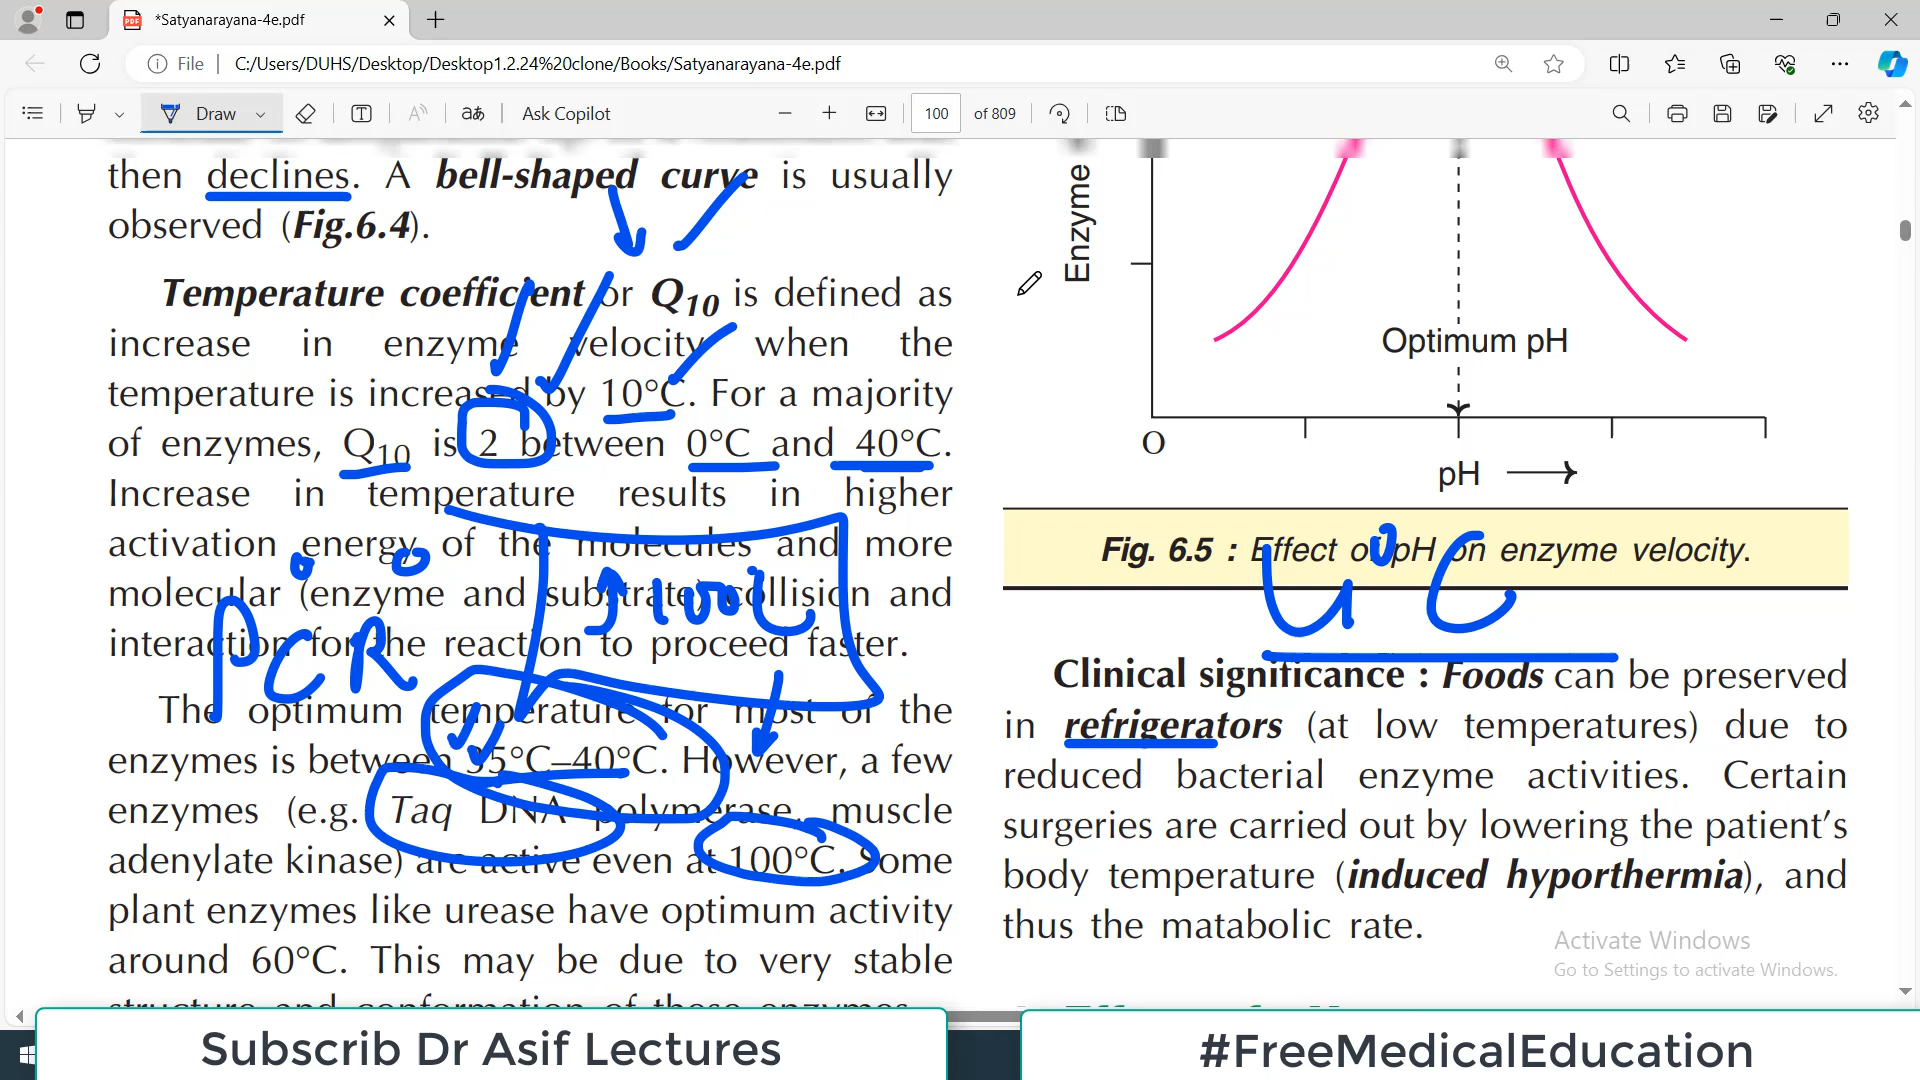 *Satyanarayana-4e.pdf
File
C:/Users/DUHS/Desktop/Desktop1.2.24%20clone/Books/Satyanarayana-4e.pdf
Draw
aあ
Ask Copilot
100 of 809
then declines. A bell-shaped curve is usually
observed (Fig.6.4).
Temperature coefficient or Q10 is defined as
increase in enzyme velocity when the
temperature is increased by 10°C. For a majority
of enzymes, Q10 is 2 between 0°C and 40°C.
Increase in temperature results in higher
activation energy of the molecules and more
molecular (enzyme and substrate) collision and
interaction for the reaction to proceed faster.
PCR
100°C
The optimum temperature for most of the
enzymes is between 35°C–40°C. However, a few
enzymes (e.g. Taq DNA polymerase, muscle
adenylate kinase) are active even at 100°C. Some
plant enzymes like urease have optimum activity
around 60°C. This may be due to very stable
structure and conformation of these enzymes.
Enzyme
Optimum pH
O
pH
Fig. 6.5 : Effect of pH on enzyme velocity.
4°C
Clinical significance : Foods can be preserved
in refrigerators (at low temperatures) due to
reduced bacterial enzyme activities. Certain
surgeries are carried out by lowering the patient's
body temperature (induced hyporthermia), and
thus the matabolic rate.
Activate Windows
Go to Settings to activate Windows.
Subscrib Dr Asif Lectures
#FreeMedicalEducation